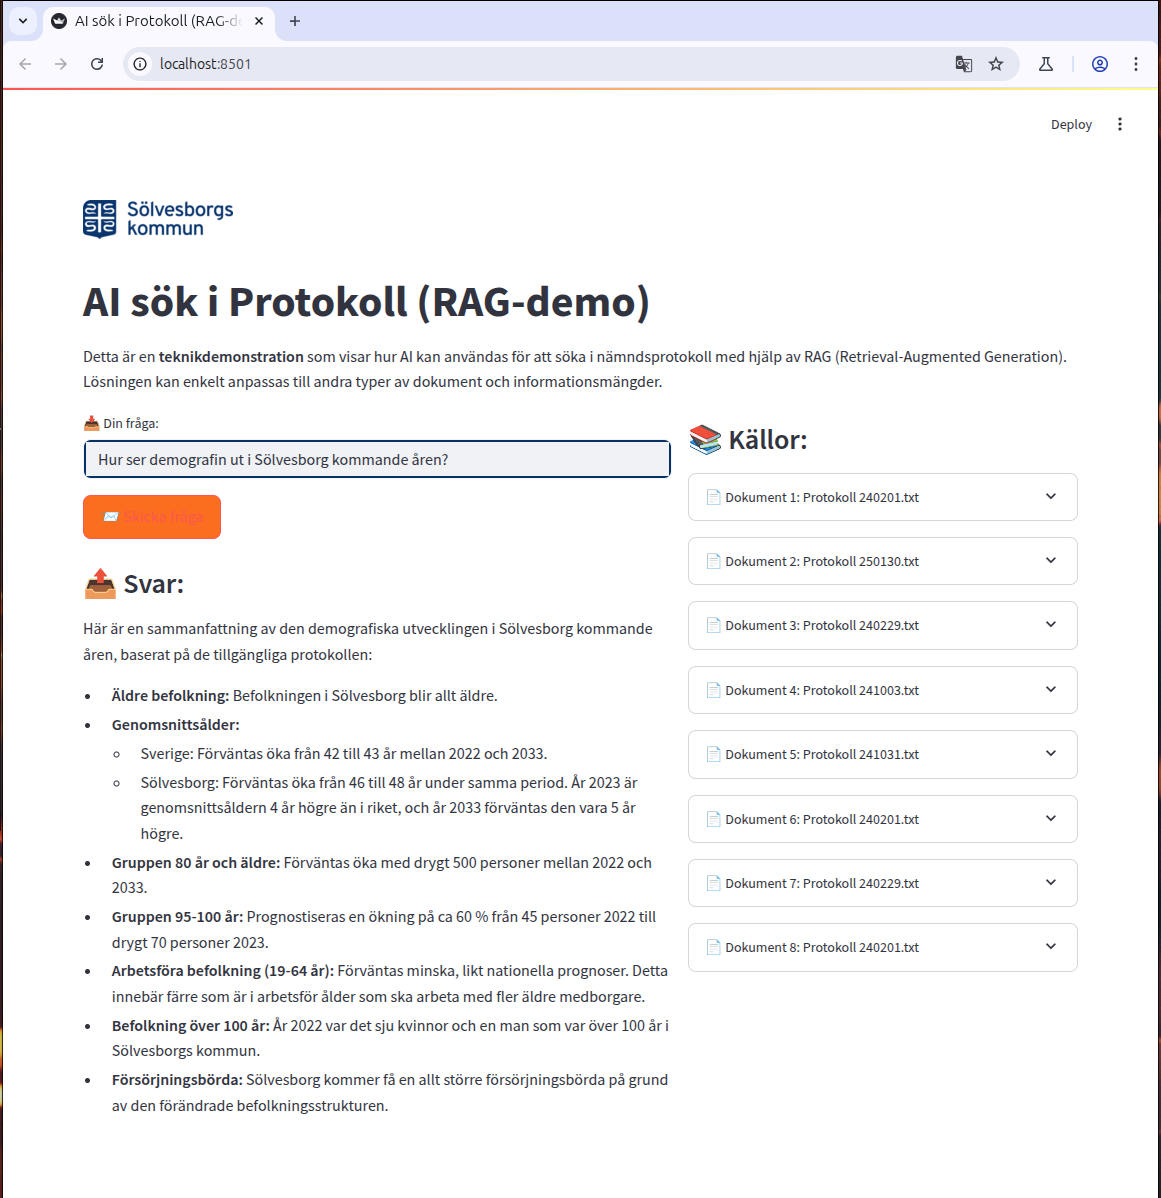 AI sök i Protokoll (RAG-de
localhost:8501
Deploy
Sölvesborgs
kommun
AI sök i Protokoll (RAG-demo)
Detta är en teknikdemonstration som visar hur AI kan användas för att söka i nämndsprotokoll med hjälp av RAG (Retrieval-Augmented Generation).
Lösningen kan enkelt anpassas till andra typer av dokument och informationsmängder.
Din fråga:
Hur ser demografin ut i Sölvesborg kommande åren?
Skicka fråga
Svar:
Här är en sammanfattning av den demografiska utvecklingen i Sölvesborg kommande
åren, baserat på de tillgängliga protokollen:
• Äldre befolkning: Befolkningen i Sölvesborg blir allt äldre.
• Genomsnittsålder:
◦ Sverige: Förväntas öka från 42 till 43 år mellan 2022 och 2033.
◦ Sölvesborg: Förväntas öka från 46 till 48 år under samma period. År 2023 är
genomsnittsåldern 4 år högre än i riket, och år 2033 förväntas den vara 5 år
högre.
• Gruppen 80 år och äldre: Förväntas öka med drygt 500 personer mellan 2022 och
2033.
• Gruppen 95-100 år: Prognostiseras en ökning på ca 60 % från 45 personer 2022 till
drygt 70 personer 2023.
• Arbetsföra befolkning (19-64 år): Förväntas minska, likt nationella prognoser. Detta
innebär färre som är i arbetsför ålder som ska arbeta med fler äldre medborgare.
• Befolkning över 100 år: År 2022 var det sju kvinnor och en man som var över 100 år i
Sölvesborgs kommun.
• Försörjningsbörda: Sölvesborg kommer få en allt större försörjningsbörda på grund
av den förändrade befolkningsstrukturen.
Källor:
Dokument 1: Protokoll 240201.txt
Dokument 2: Protokoll 250130.txt
Dokument 3: Protokoll 240229.txt
Dokument 4: Protokoll 241003.txt
Dokument 5: Protokoll 241031.txt
Dokument 6: Protokoll 240201.txt
Dokument 7: Protokoll 240229.txt
Dokument 8: Protokoll 240201.txt